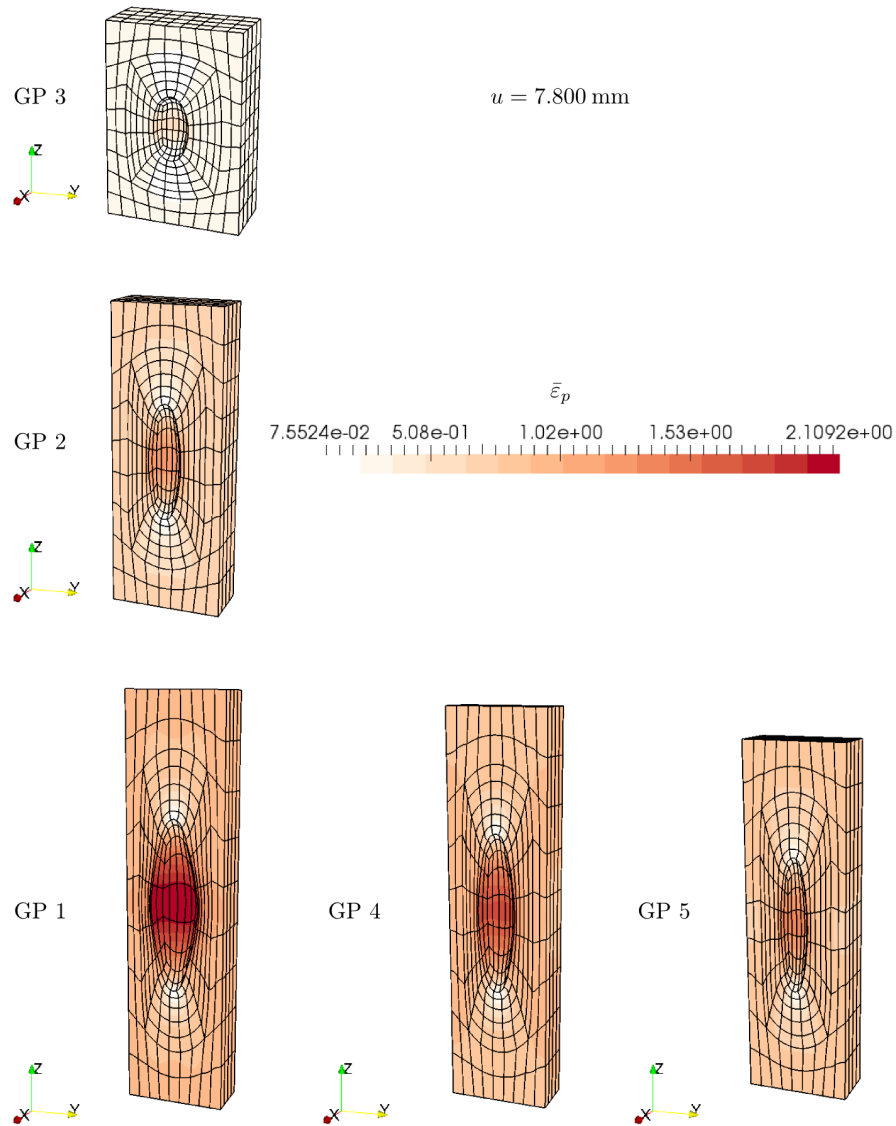 GP 3
u = 7.800 mm
Z
X
Y
ε̄ₚ
7.5524e-02 5.08e-01 1.02e+00 1.53e+00 2.1092e+00
GP 2
Z
X
Y
GP 1
GP 4
GP 5
Z
X
Y
Z
X
Y
Z
X
Y